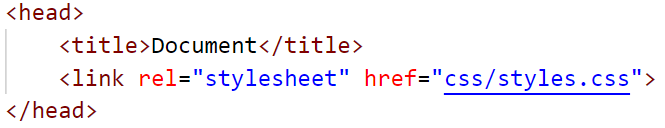 <head>
<title>Document</title>
<link rel="stylesheet" href="css/styles.css">
</head>